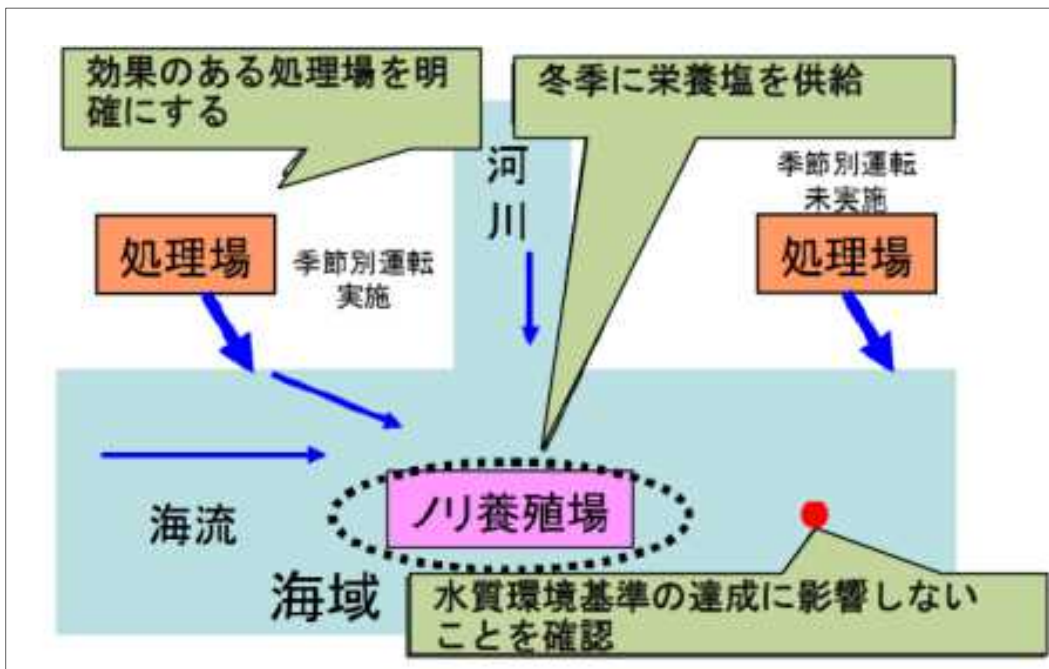 効果のある処理場を明
確にする
冬季に栄養塩を供給
河
川
季節別運転
未実施
処理場
季節別運転
実施
処理場
ノリ養殖場
海流
海域
水質環境基準の達成に影響しない
ことを確認